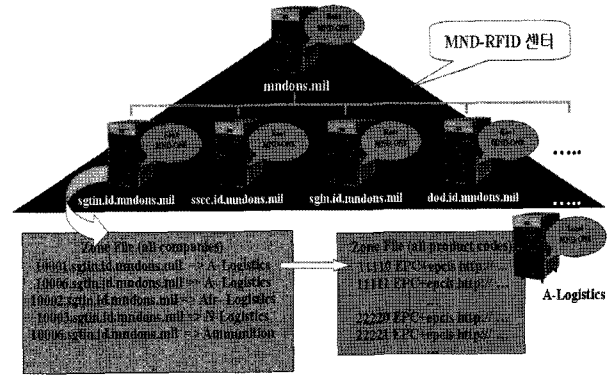 MND-RFID 센터
mndons.mil
sgtin.id.mndons.mil
sscc.id.mndons.mil
sgln.id.mndons.mil
dod.id.mndons.mil
.....
.....
Zone File (all companies)
10001.sgtin.id.mndons.mil => A- Logistics
10006.sgtin.id.mndons.mil => A- Logistics
10002.sgtin.id.mndons.mil => Air- Logistics
10003.sgtin.id.mndons.mil => N-Logistics
10006.sgtin.id.mndons.mil => Ammunition
Zone File (all product codes)
11110 EPC+epcis http:// ...
11111 EPC+epcis http:// ...
...
22220 EPC+epcis http:// ...
22221 EPC+epcis http:// ...
A-Logistics